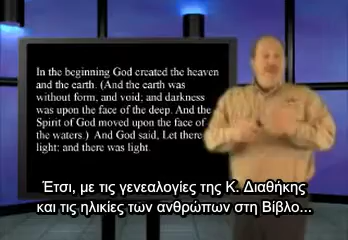 In the beginning God created the heaven
and the earth. (And the earth was
without form, and void; and darkness
was upon the face of the deep. And the
Spirit of God moved upon the face of
the waters.) And God said, Let there
light; and there was light.
Έτσι, με τις γενεαλογίες της Κ. Διαθήκης
και τις ηλικίες των ανθρώπων στη Βίβλο...